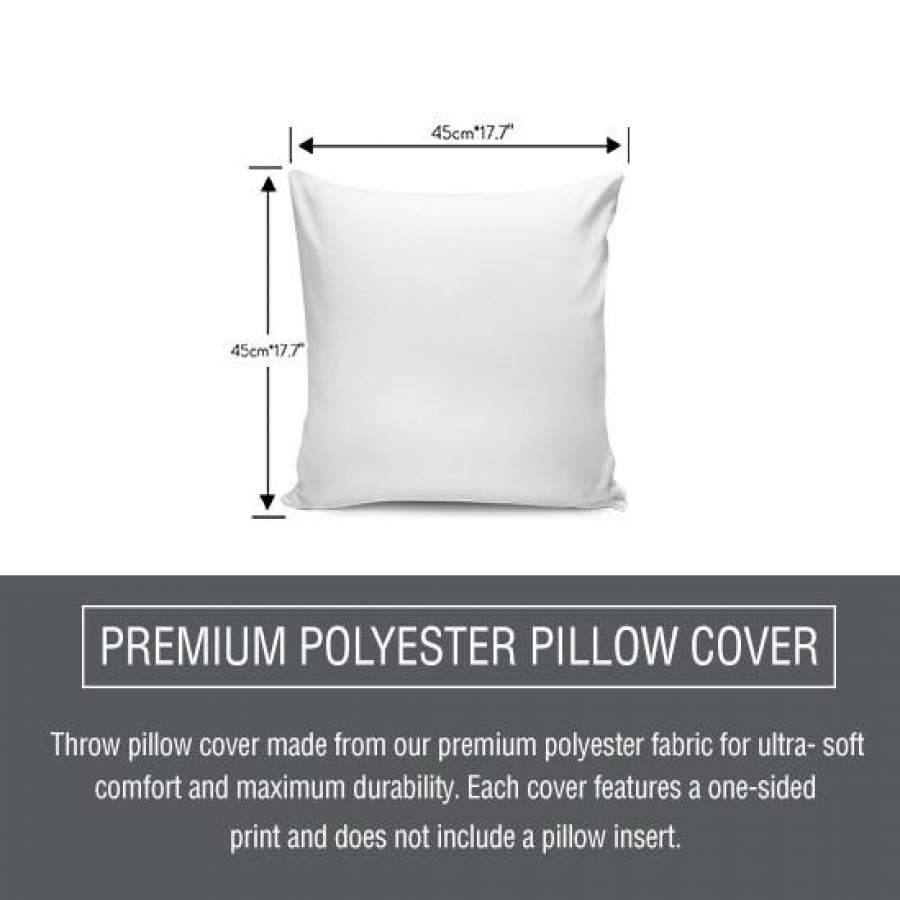 45cm*17.7"
45cm*17.7"
PREMIUM POLYESTER PILLOW COVER
Throw pillow cover made from our premium polyester fabric for ultra- soft
comfort and maximum durability. Each cover features a one-sided
print and does not include a pillow insert.